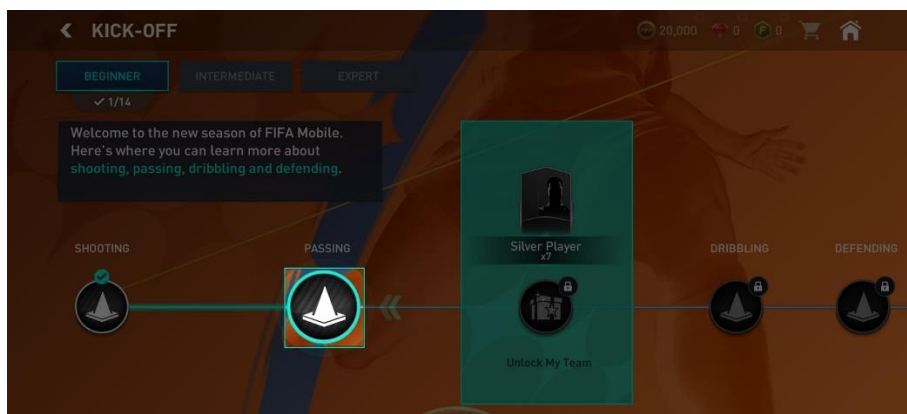 KICK-OFF
20,000 0 0
BEGINNER INTERMEDIATE EXPERT
1/14
Welcome to the new season of FIFA Mobile.
Here's where you can learn more about
shooting, passing, dribbling and defending.
SHOOTING PASSING Silver Player DRIBBLING DEFENDING
x7
Unlock My Team